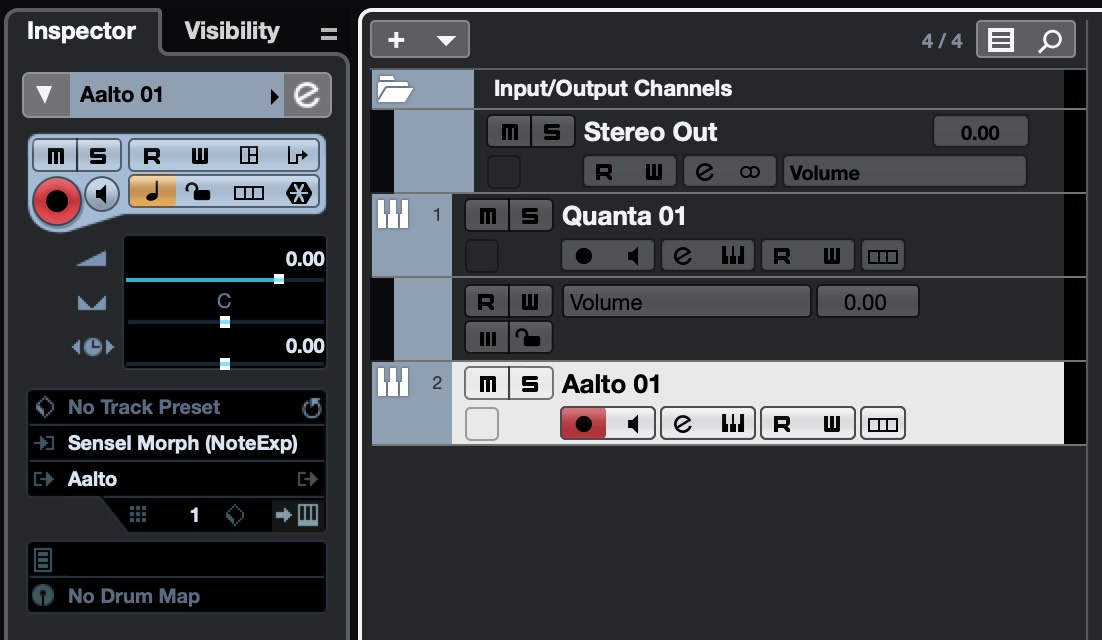 Inspector
Visibility
Aalto 01
M S R W
0.00
C
0.00
No Track Preset
Sensel Morph (NoteExp)
Aalto
1
No Drum Map
4 / 4
Input/Output Channels
M S Stereo Out 0.00
R W e Volume
1 M S Quanta 01
e R W
R W Volume 0.00
2 M S Aalto 01
e R W